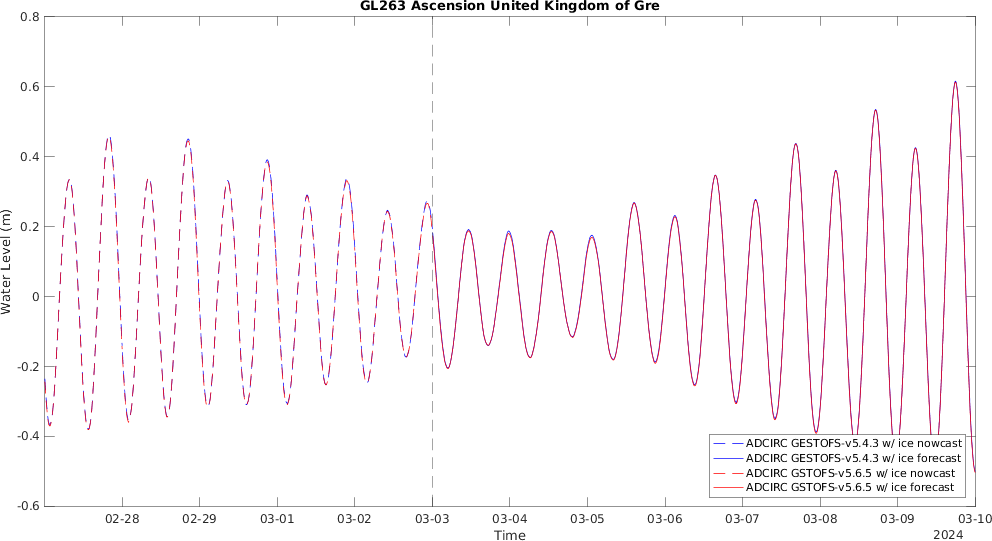 GL263 Ascension United Kingdom of Gre
0.8
0.6
0.4
0.2
0
-0.2
-0.4
-0.6
Water Level (m)
ADCIRC GESTOFS-v5.4.3 w/ ice nowcast
ADCIRC GESTOFS-v5.4.3 w/ ice forecast
ADCIRC GSTOFS-v5.6.5 w/ ice nowcast
ADCIRC GSTOFS-v5.6.5 w/ ice forecast
02-28 02-29 03-01 03-02 03-03 03-04 03-05 03-06 03-07 03-08 03-09 03-10
Time
2024